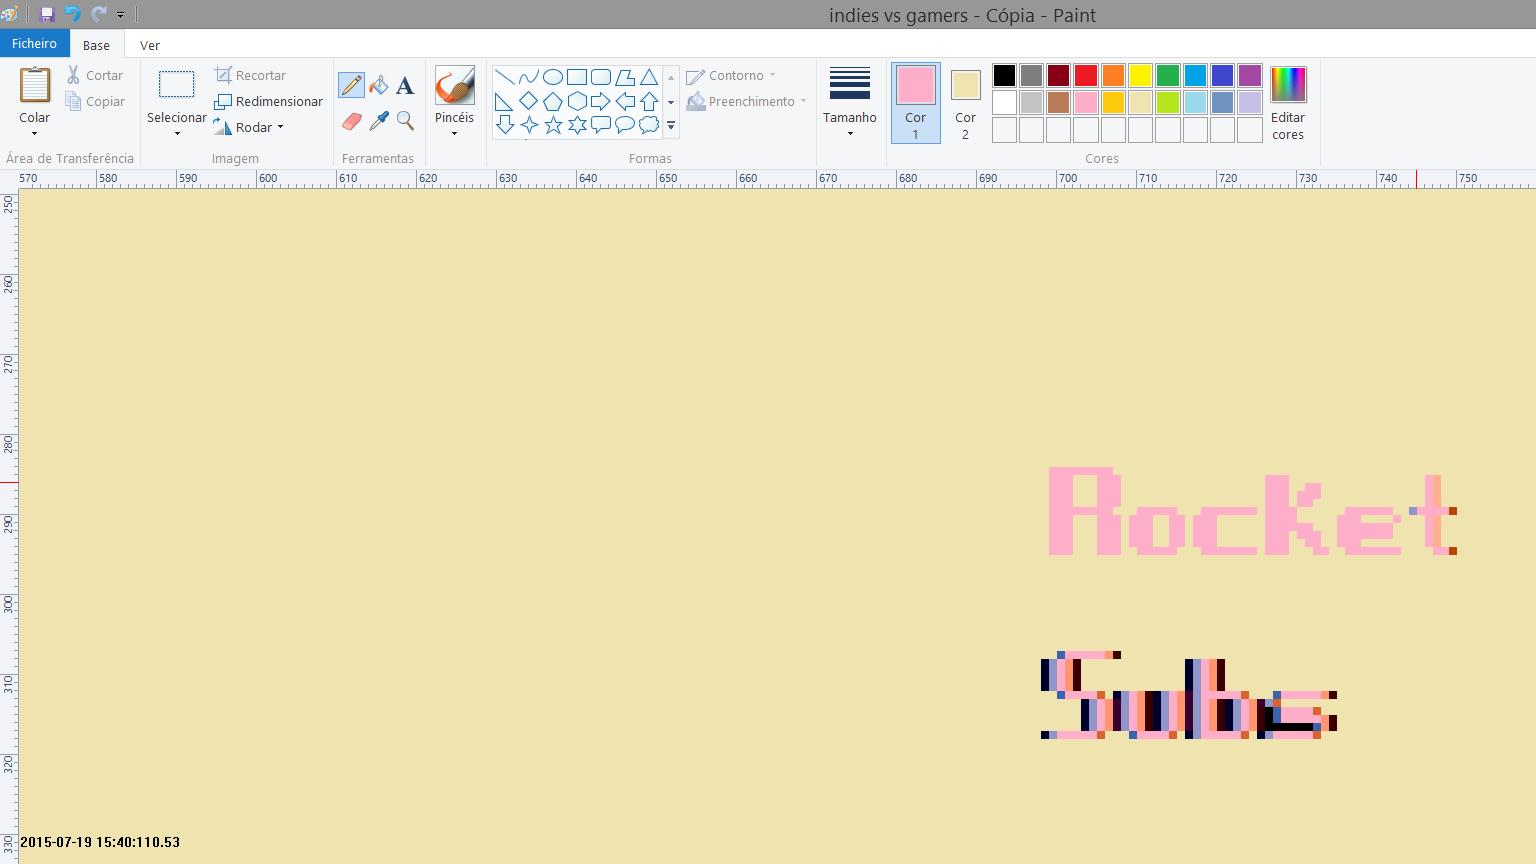 indies vs gamers - Cópia - Paint
Ficheiro Base Ver
Colar
Cortar
Copiar
Área de Transferência
Selecionar
Recortar
Redimensionar
Rodar
Imagem
A
Ferramentas
Pincéis
Contorno
Preenchimento
Formas
Tamanho
Cor 1
Cor 2
Editar cores
Cores
570 580 590 600 610 620 630 640 650 660 670 680 690 700 710 720 730 740 750
250
260
270
280
290
300
310
320
330
Rocket
Subs
2015-07-19 15:40:110.53